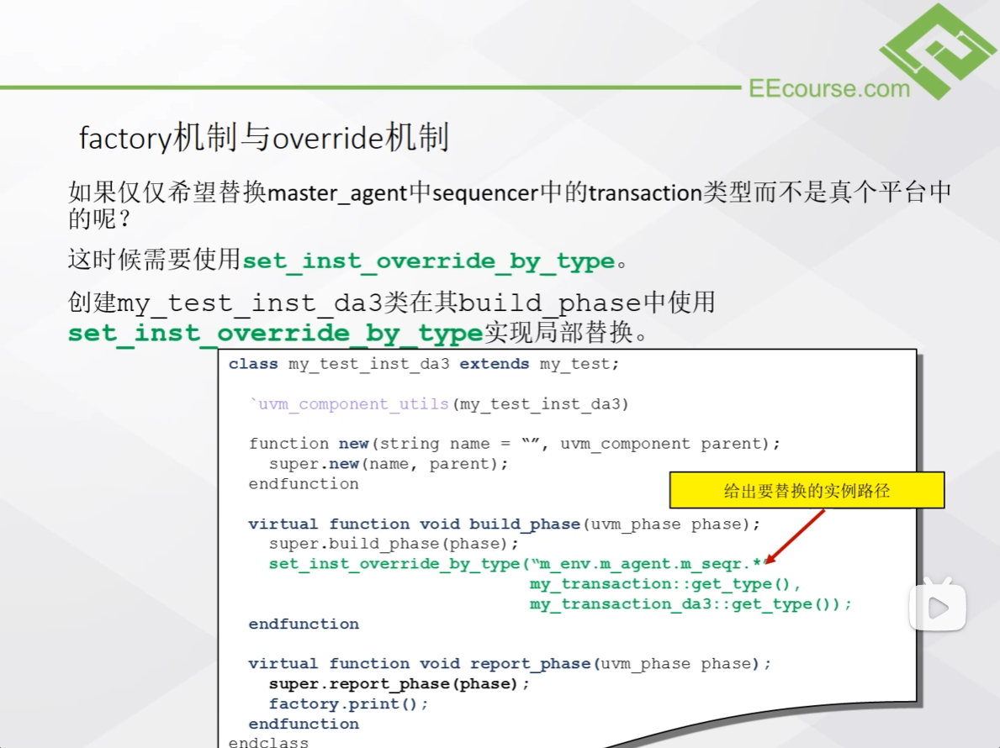 EEcourse.com
factory机制与override机制
如果仅仅希望替换master_agent中sequencer中的transaction类型而不是真个平台中
的呢？
这时候需要使用set_inst_override_by_type。
创建my_test_inst_da3类在其build_phase中使用
set_inst_override_by_type实现局部替换。
class my_test_inst_da3 extends my_test;
`uvm_component_utils(my_test_inst_da3)
function new(string name = “”, uvm_component parent);
super.new(name, parent);
endfunction
给出要替换的实例路径
virtual function void build_phase(uvm_phase phase);
super.build_phase(phase);
set_inst_override_by_type(“m_env.m_agent.m_seqr.*”
my_transaction::get_type(),
my_transaction_da3::get_type());
endfunction
virtual function void report_phase(uvm_phase phase);
super.report_phase(phase);
factory.print();
endfunction
endclass